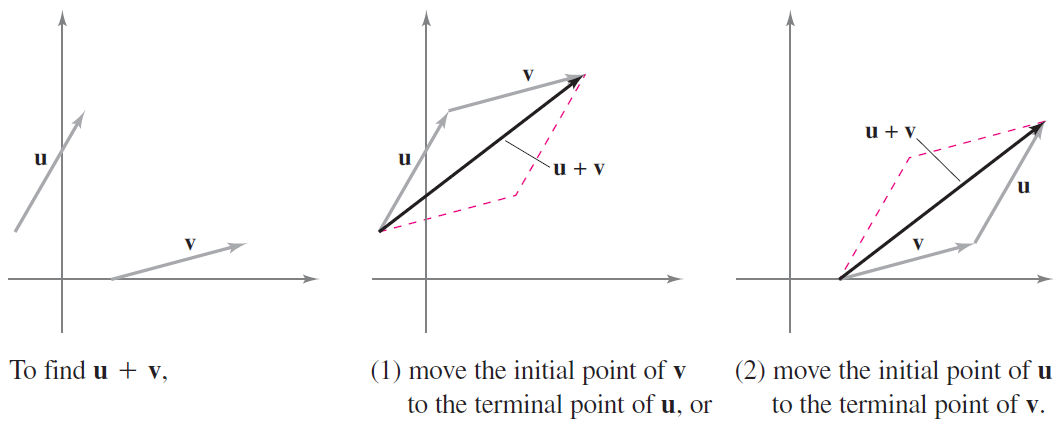 u
v
To find u + v,
v
u
u + v
(1) move the initial point of v
to the terminal point of u, or
u + v
u
v
(2) move the initial point of u
to the terminal point of v.